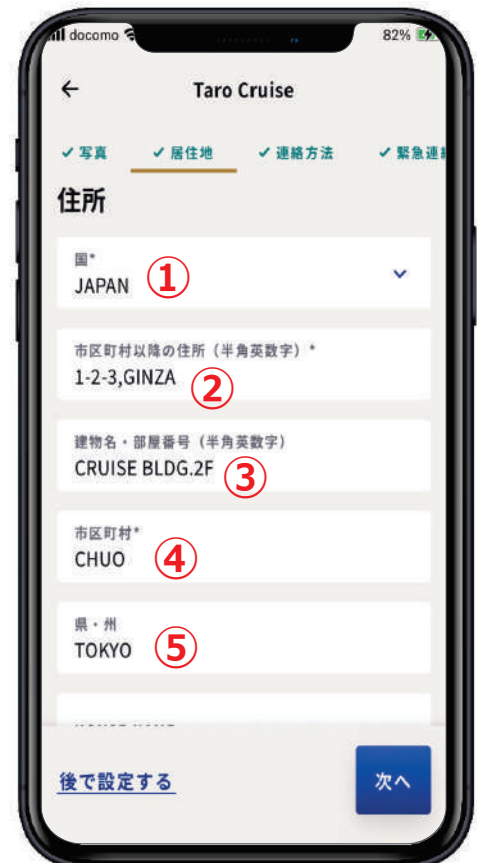 docomo
82%
Taro Cruise
✓ 写真 ✓ 居住地 ✓ 連絡方法 ✓ 緊急連
住所
国*
JAPAN ①
市区町村以降の住所（半角英数字）*
1-2-3,GINZA ②
建物名・部屋番号（半角英数字）
CRUISE BLDG.2F ③
市区町村*
CHUO ④
県・州
TOKYO ⑤
後で設定する 次へ